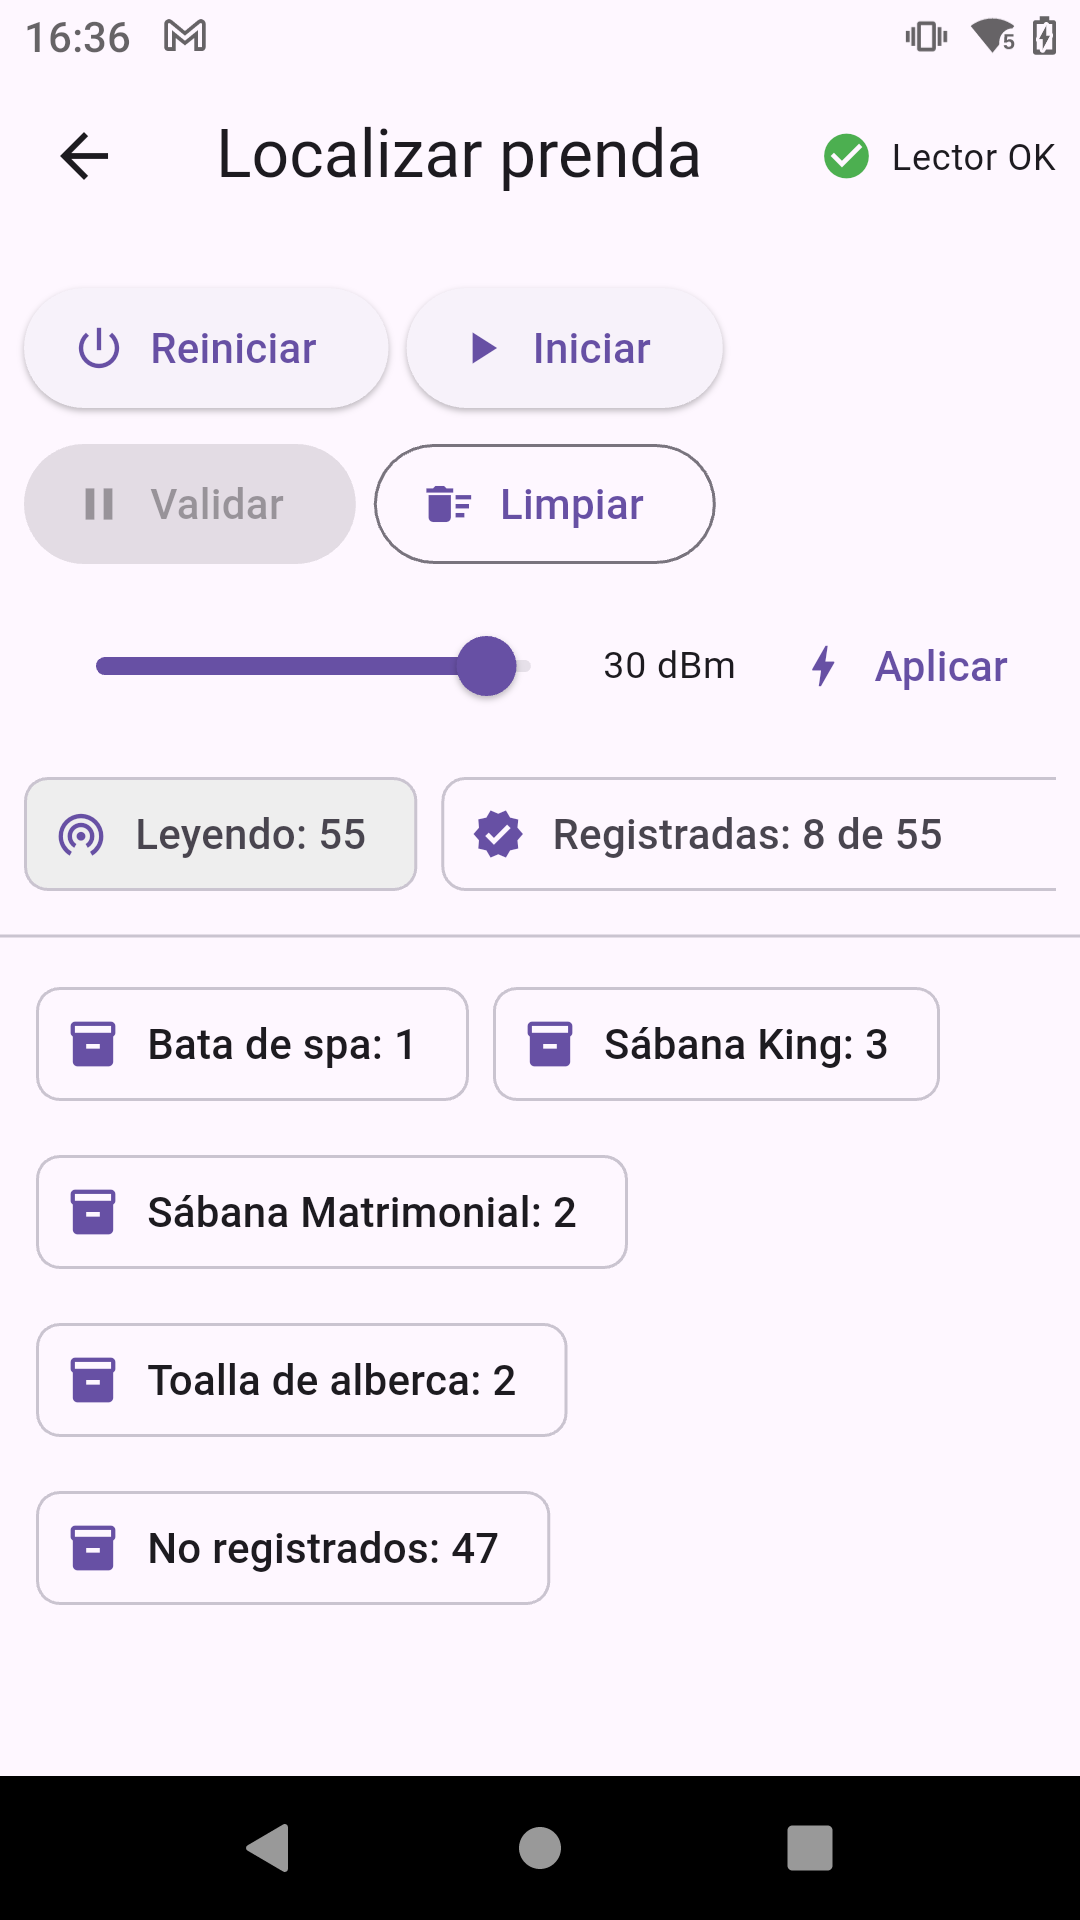 16:36
5
Localizar prenda
Lector OK
Reiniciar
Iniciar
Validar
Limpiar
30 dBm
Aplicar
Leyendo: 55
Registradas: 8 de 55
Bata de spa: 1
Sábana King: 3
Sábana Matrimonial: 2
Toalla de alberca: 2
No registrados: 47